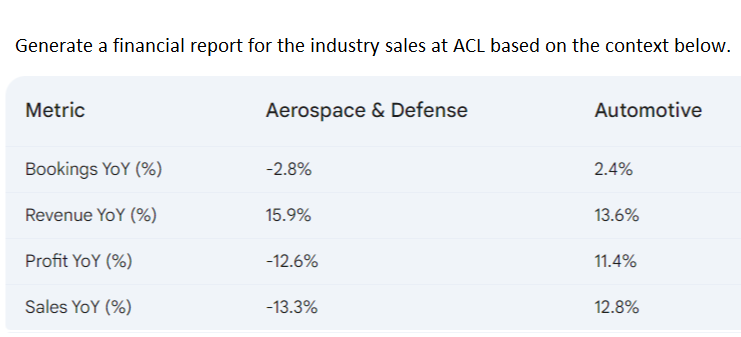 Generate a financial report for the industry sales at ACL based on the context below.
Metric Aerospace & Defense Automotive
Bookings YoY (%) -2.8% 2.4%
Revenue YoY (%) 15.9% 13.6%
Profit YoY (%) -12.6% 11.4%
Sales YoY (%) -13.3% 12.8%